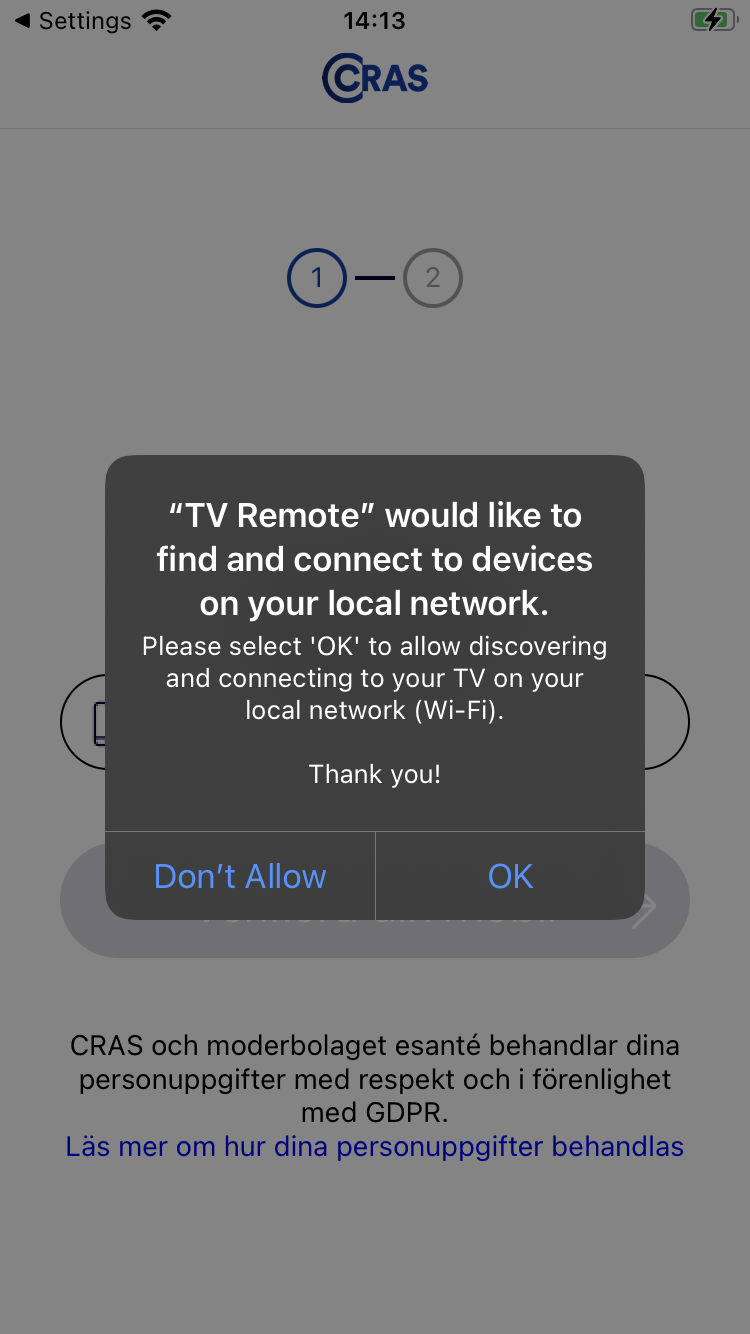 Settings
14:13
CRAS
1
2
“TV Remote” would like to
find and connect to devices
on your local network.
Please select 'OK' to allow discovering
and connecting to your TV on your
local network (Wi-Fi).
Thank you!
Don’t Allow
OK
CRAS och moderbolaget esanté behandlar dina
personuppgifter med respekt och i förenlighet
med GDPR.
Läs mer om hur dina personuppgifter behandlas